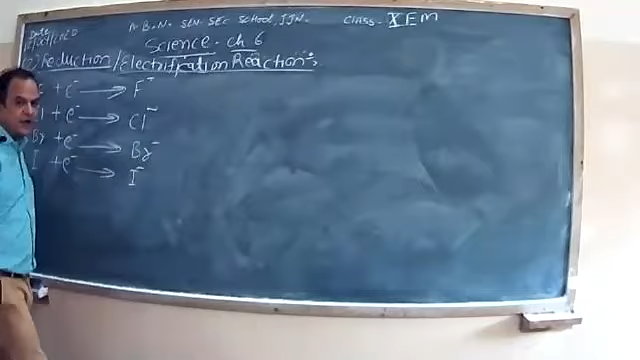 Date
B.N. SEN. SEC SCHOOL, JJN. CLASS- X EM
Science - ch 6
Reduction / Electrification Reaction:
+ e⁻ → F⁻
+ e⁻ → Cl⁻
Br + e⁻ → Br⁻
I + e⁻ → I⁻